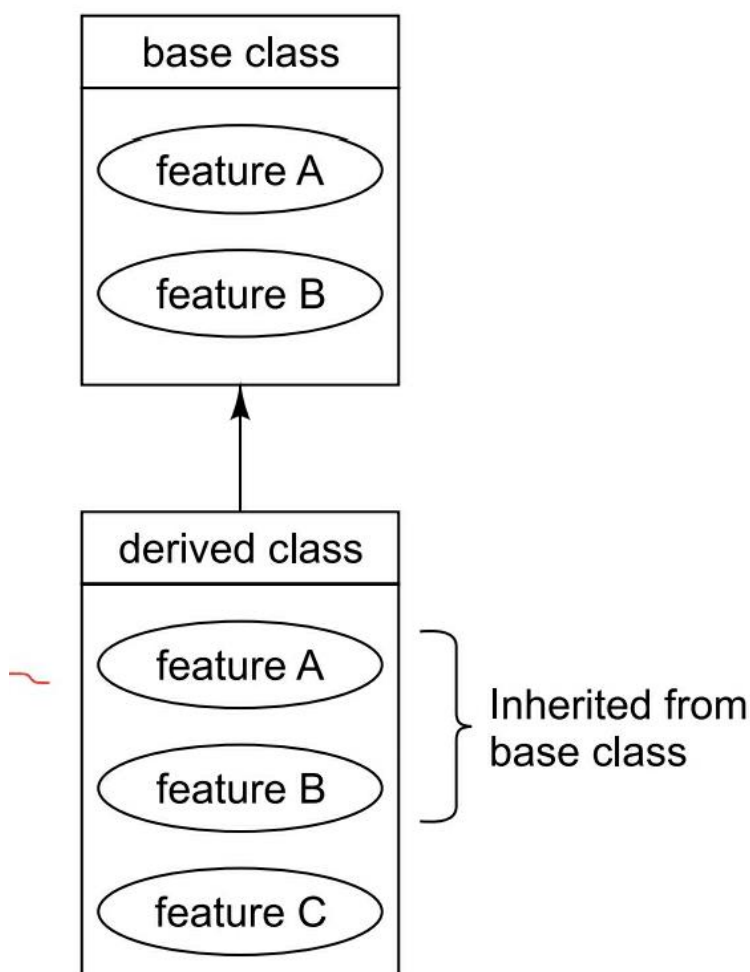 base class
feature A
feature B
derived class
feature A
feature B
Inherited from
base class
feature C